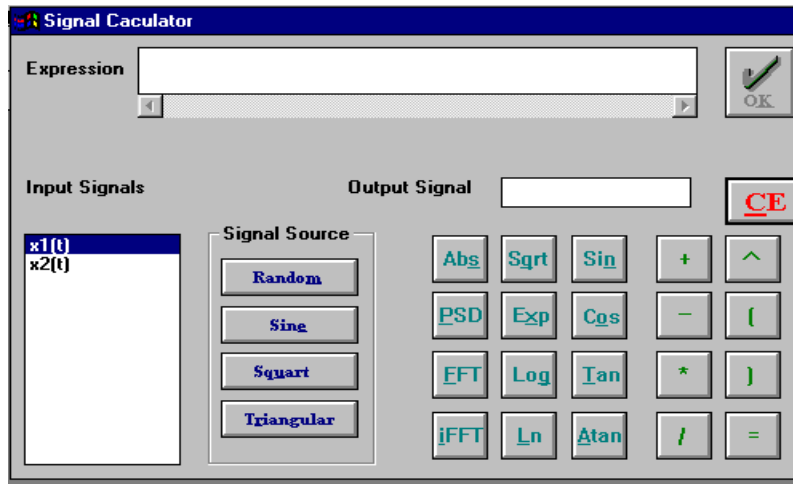 Signal Caculator
Expression
OK
Input Signals
Output Signal
CE
x1(t)
x2(t)
Signal Source
Random
Sine
Squart
Triangular
Abs Sqrt Sin + ^
PSD Exp Cos - (
FFT Log Tan * )
iFFT Ln Atan / =